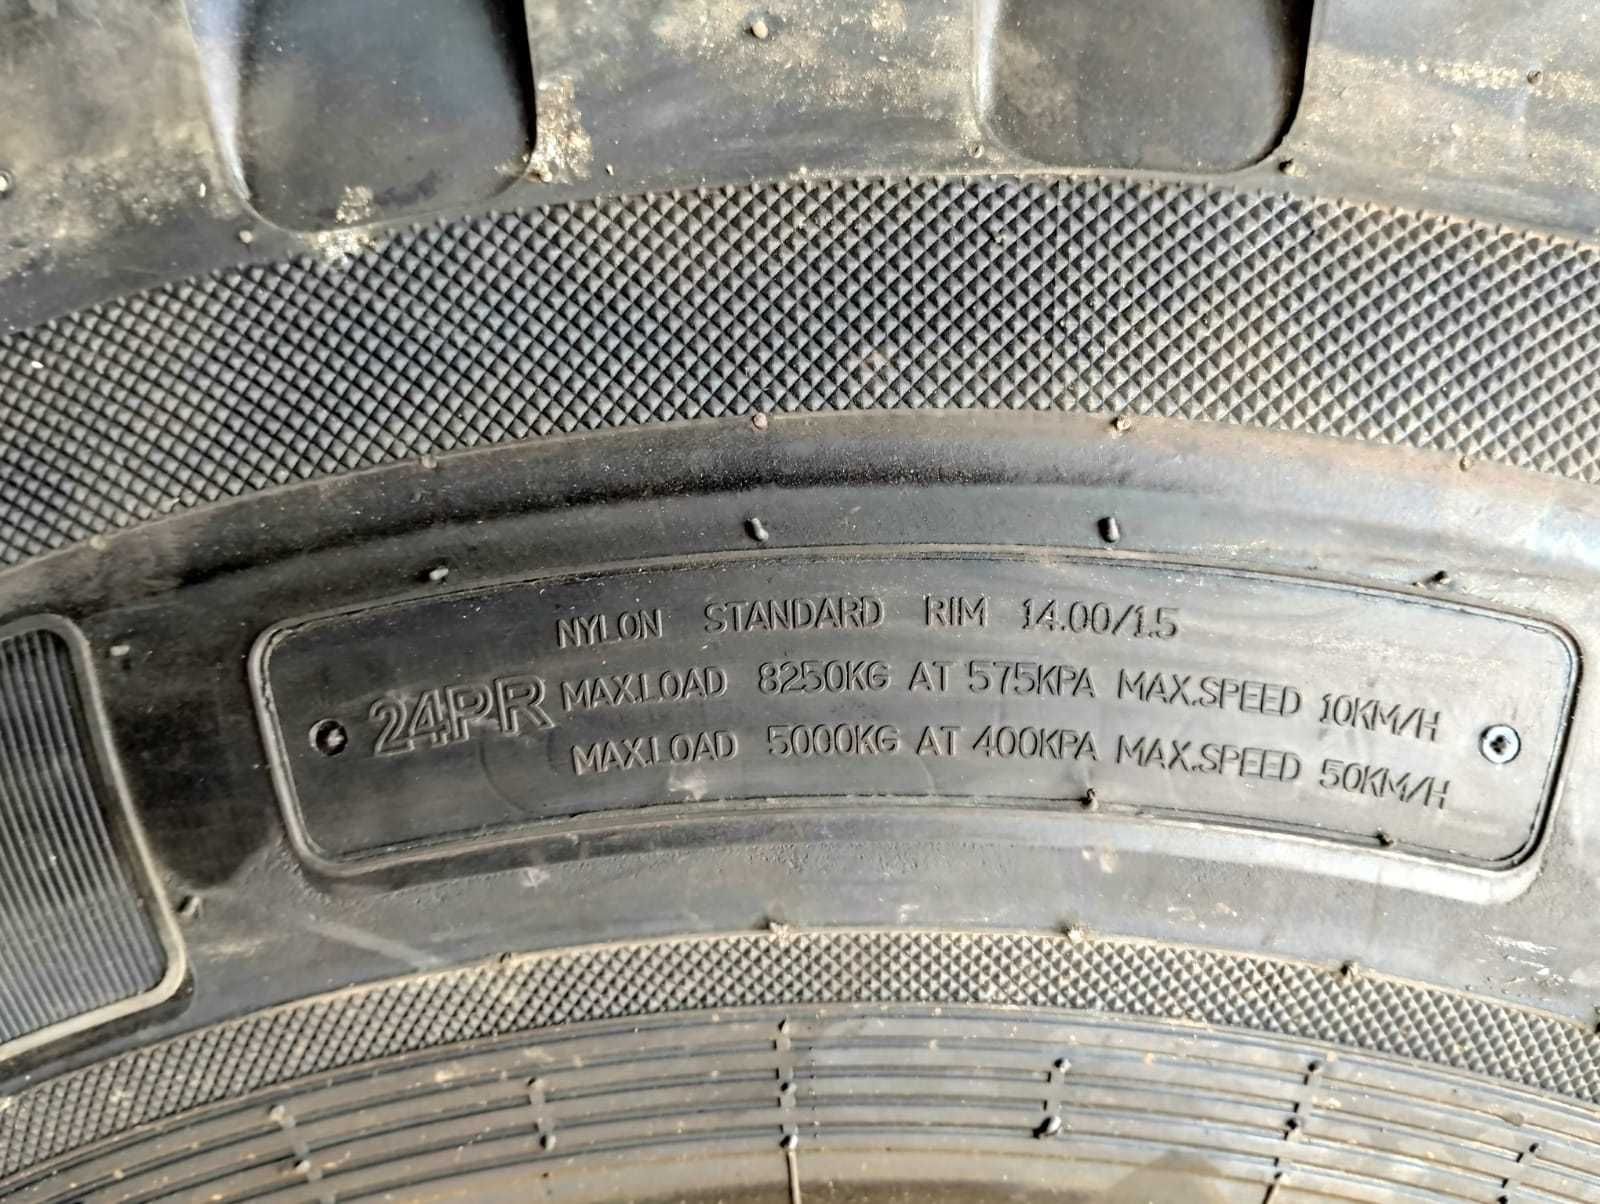 NYLON STANDARD RIM 14.00/1.5
24PR MAX.LOAD 8250KG AT 575KPA MAX.SPEED 10KM/H
MAX.LOAD 5000KG AT 400KPA MAX.SPEED 50KM/H